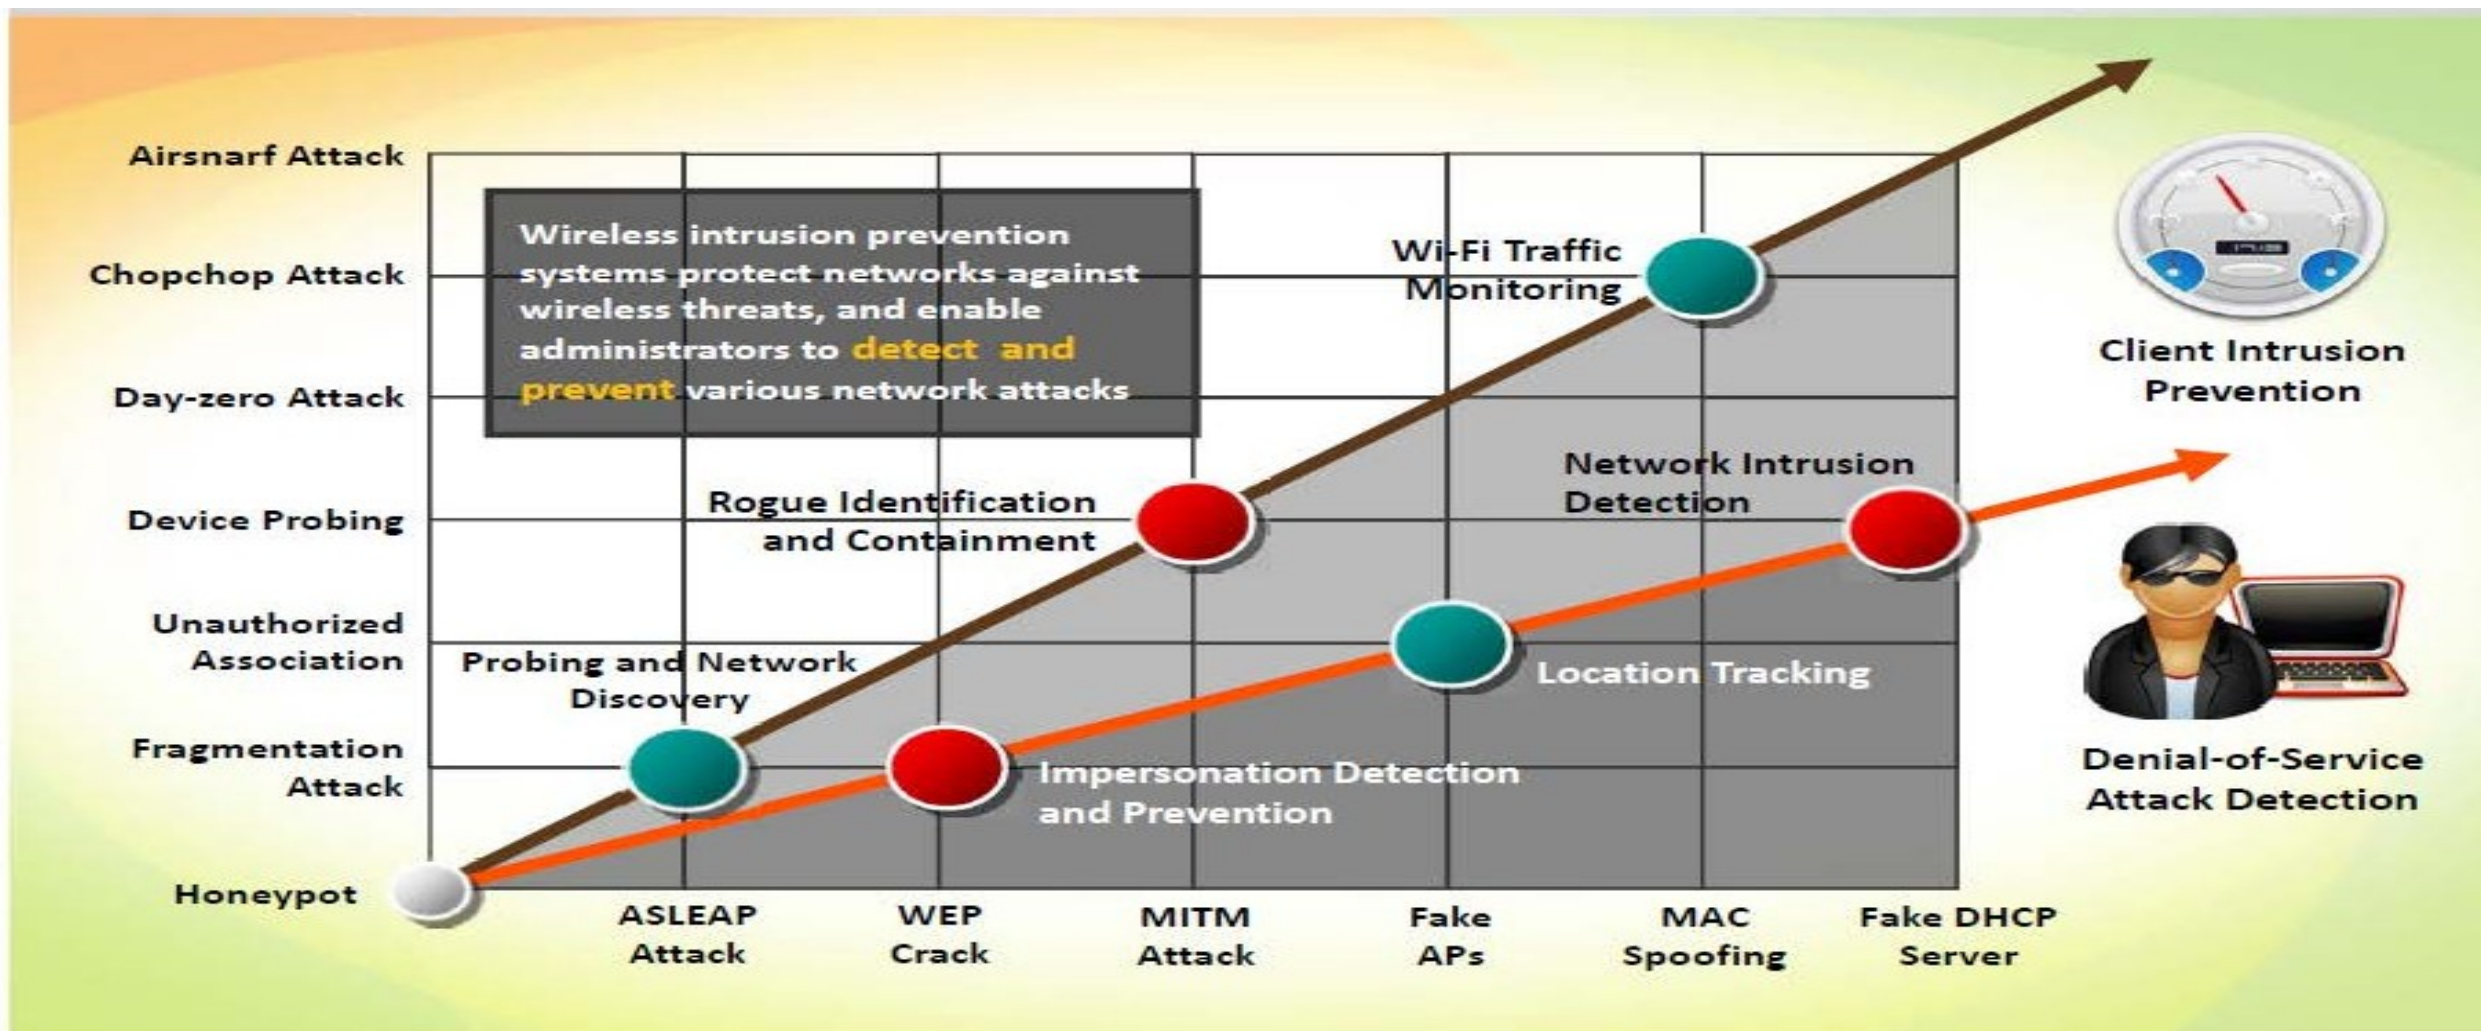 Airsnarf Attack
Chopchop Attack
Day-zero Attack
Device Probing
Unauthorized
Association
Fragmentation
Attack
Honeypot
Wireless intrusion prevention
systems protect networks against
wireless threats, and enable
administrators to detect and
prevent various network attacks
Wi-Fi Traffic
Monitoring
Rogue Identification
and Containment
Network Intrusion
Detection
Probing and Network
Discovery
Location Tracking
Impersonation Detection
and Prevention
ASLEAP
Attack
WEP
Crack
MITM
Attack
Fake
APs
MAC
Spoofing
Fake DHCP
Server
Client Intrusion
Prevention
Denial-of-Service
Attack Detection